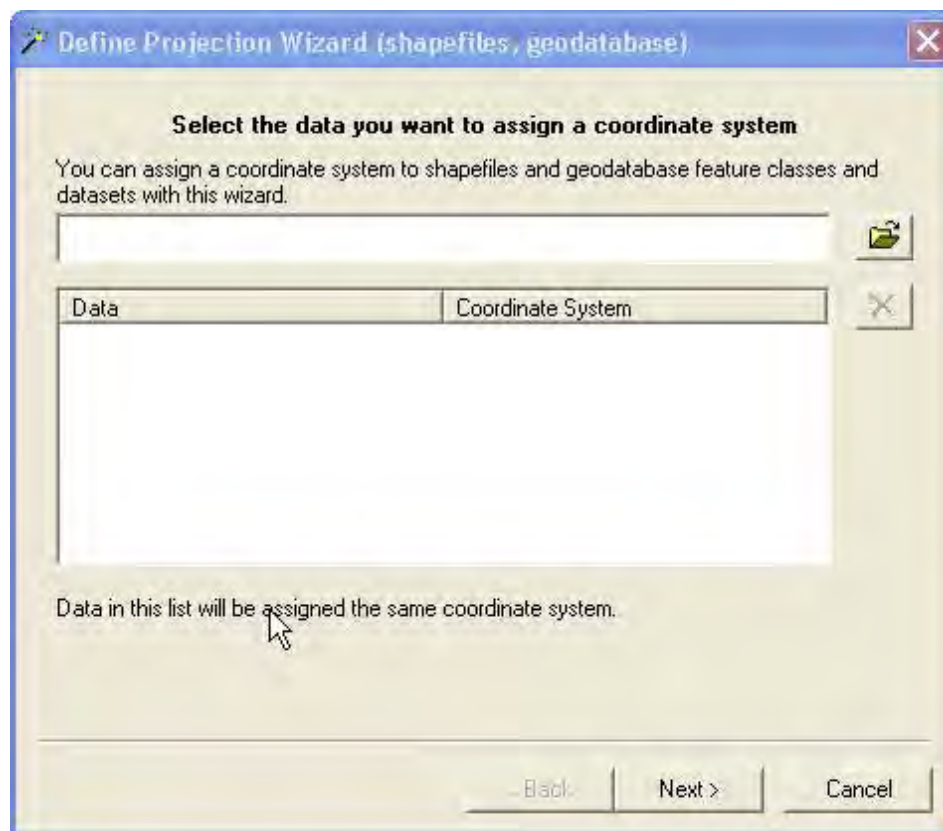 Define Projection Wizard (shapefiles, geodatabase)
Select the data you want to assign a coordinate system
You can assign a coordinate system to shapefiles and geodatabase feature classes and
datasets with this wizard.
Data Coordinate System
Data in this list will be assigned the same coordinate system.
Back Next > Cancel